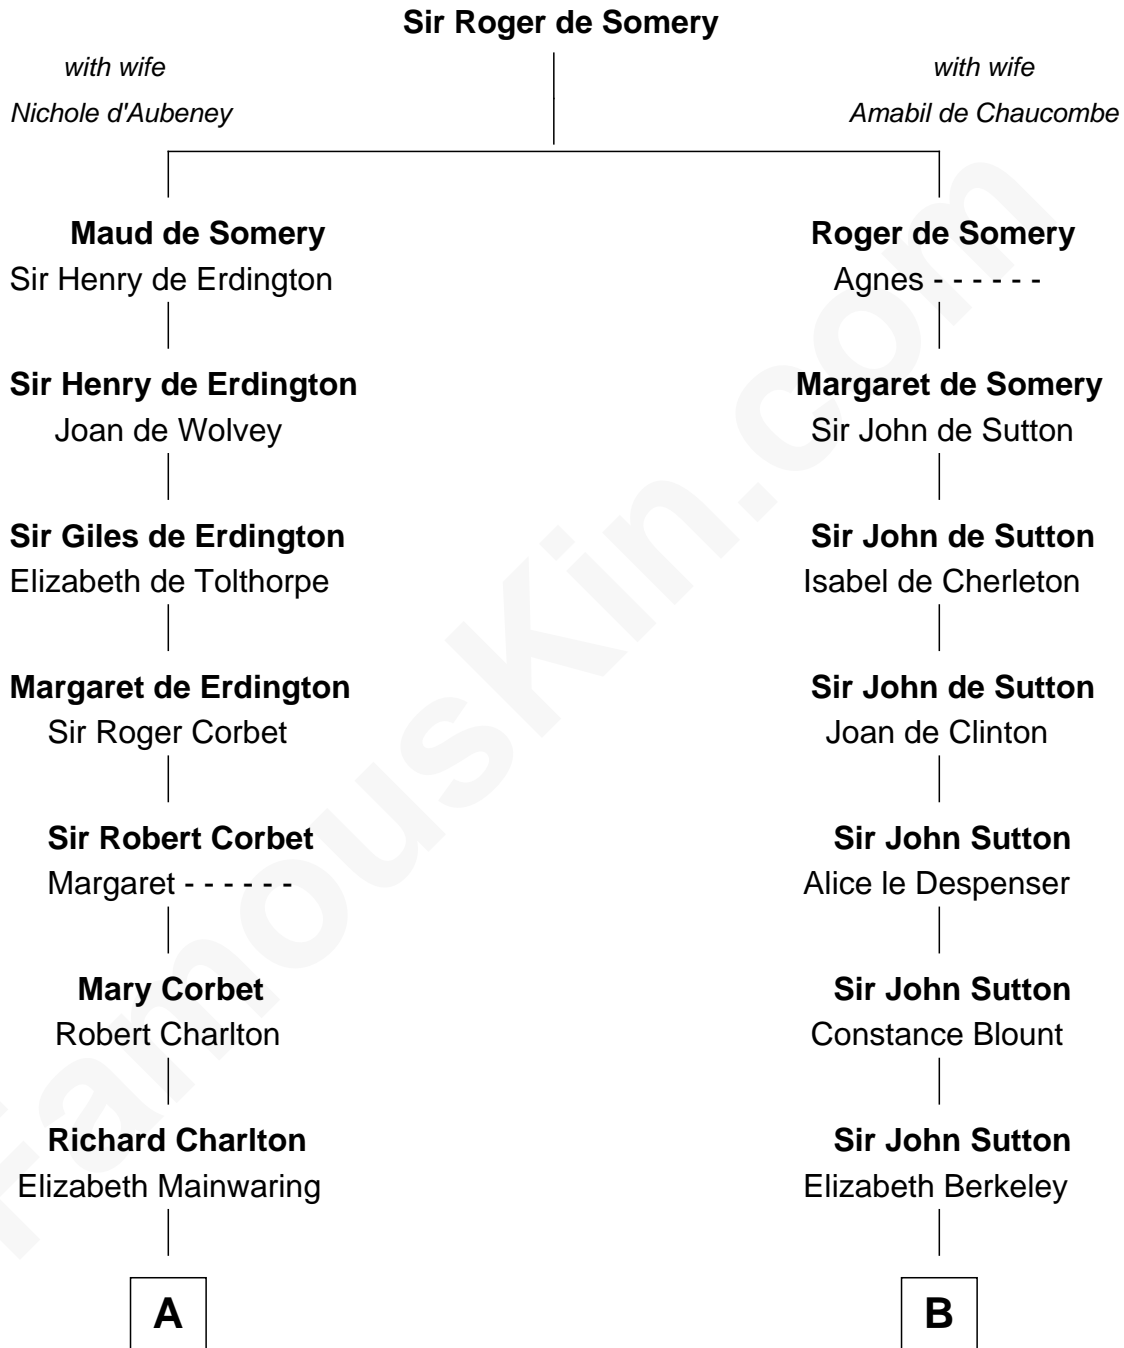 Sir Roger de Somery
with wife
Nichole d'Aubeney
with wife
Amabil de Chaucombe
Maud de Somery
Sir Henry de Erdington
Roger de Somery
Agnes - - - - - -
Sir Henry de Erdington
Joan de Wolvey
Margaret de Somery
Sir John de Sutton
Sir Giles de Erdington
Elizabeth de Tolthorpe
Sir John de Sutton
Isabel de Cherleton
Margaret de Erdington
Sir Roger Corbet
Sir John de Sutton
Joan de Clinton
Sir Robert Corbet
Margaret - - - - - -
Sir John Sutton
Alice le Despenser
Mary Corbet
Robert Charlton
Sir John Sutton
Constance Blount
Richard Charlton
Elizabeth Mainwaring
Sir John Sutton
Elizabeth Berkeley
A
B
FamousKin.com